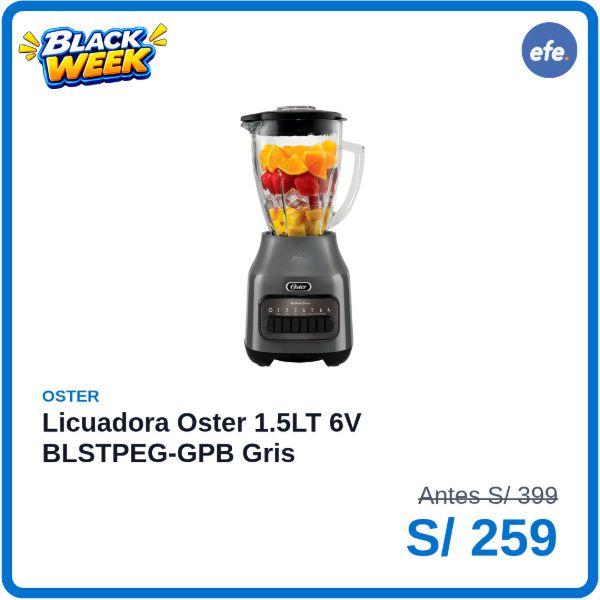 BLACK
WEEK
efe.
Oster
OSTER
Licuadora Oster 1.5LT 6V
BLSTPEG-GPB Gris
Antes S/ 399
S/ 259